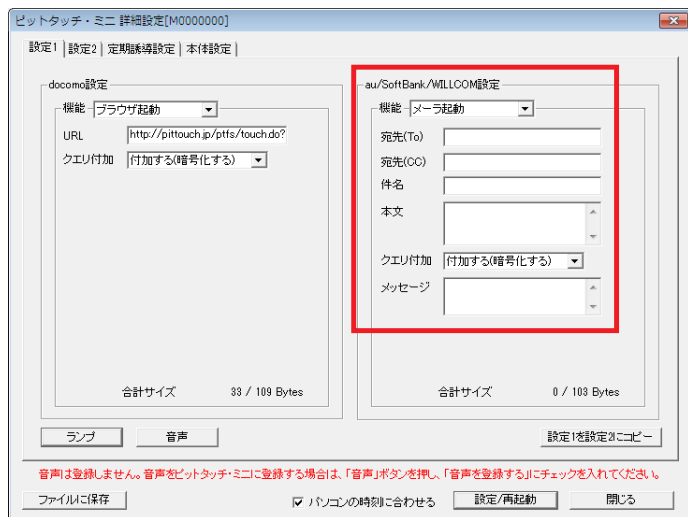 ピットタッチ・ミニ 詳細設定[M0000000]
設定1 設定2 定期誘導設定 本体設定
docomo設定
機能 ブラウザ起動
URL http://pittouch.jp/ptfs/touch.do?
クエリ付加 付加する(暗号化する)
合計サイズ 33 / 109 Bytes
au/SoftBank/WILLCOM設定
機能 メーラ起動
宛先(To)
宛先(CC)
件名
本文
クエリ付加 付加する(暗号化する)
メッセージ
合計サイズ 0 / 103 Bytes
ランプ 音声 設定1を設定2にコピー
音声は登録しません。音声をピットタッチ・ミニに登録する場合は、「音声」ボタンを押し、「音声を登録する」にチェックを入れてください。
ファイルに保存 パソコンの時刻に合わせる 設定/再起動 閉じる